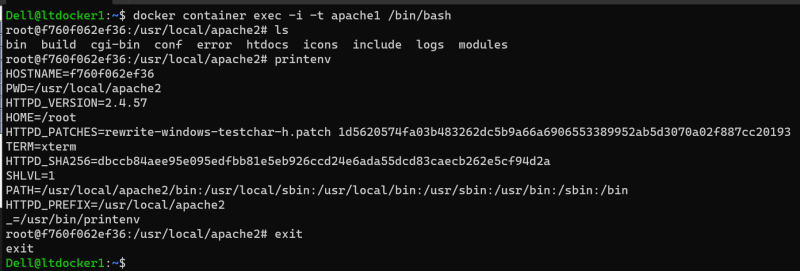 Dell@ltdocker1:~$ docker container exec -i -t apache1 /bin/bash
root@f760f062ef36:/usr/local/apache2# ls
bin build cgi-bin conf error htdocs icons include logs modules
root@f760f062ef36:/usr/local/apache2# printenv
HOSTNAME=f760f062ef36
PWD=/usr/local/apache2
HTTPD_VERSION=2.4.57
HOME=/root
HTTPD_PATCHES=rewrite-windows-testchar-h.patch 1d5620574fa03b483262dc5b9a66a6906553389952ab5d3070a02f887cc20193
TERM=xterm
HTTPD_SHA256=dbccb84aee95e095edfbb81e5eb926ccd24e6ada55dcd83caecb262e5cf94d2a
SHLVL=1
PATH=/usr/local/apache2/bin:/usr/local/sbin:/usr/local/bin:/usr/sbin:/usr/bin:/sbin:/bin
HTTPD_PREFIX=/usr/local/apache2
_=/usr/bin/printenv
root@f760f062ef36:/usr/local/apache2# exit
exit
Dell@ltdocker1:~$